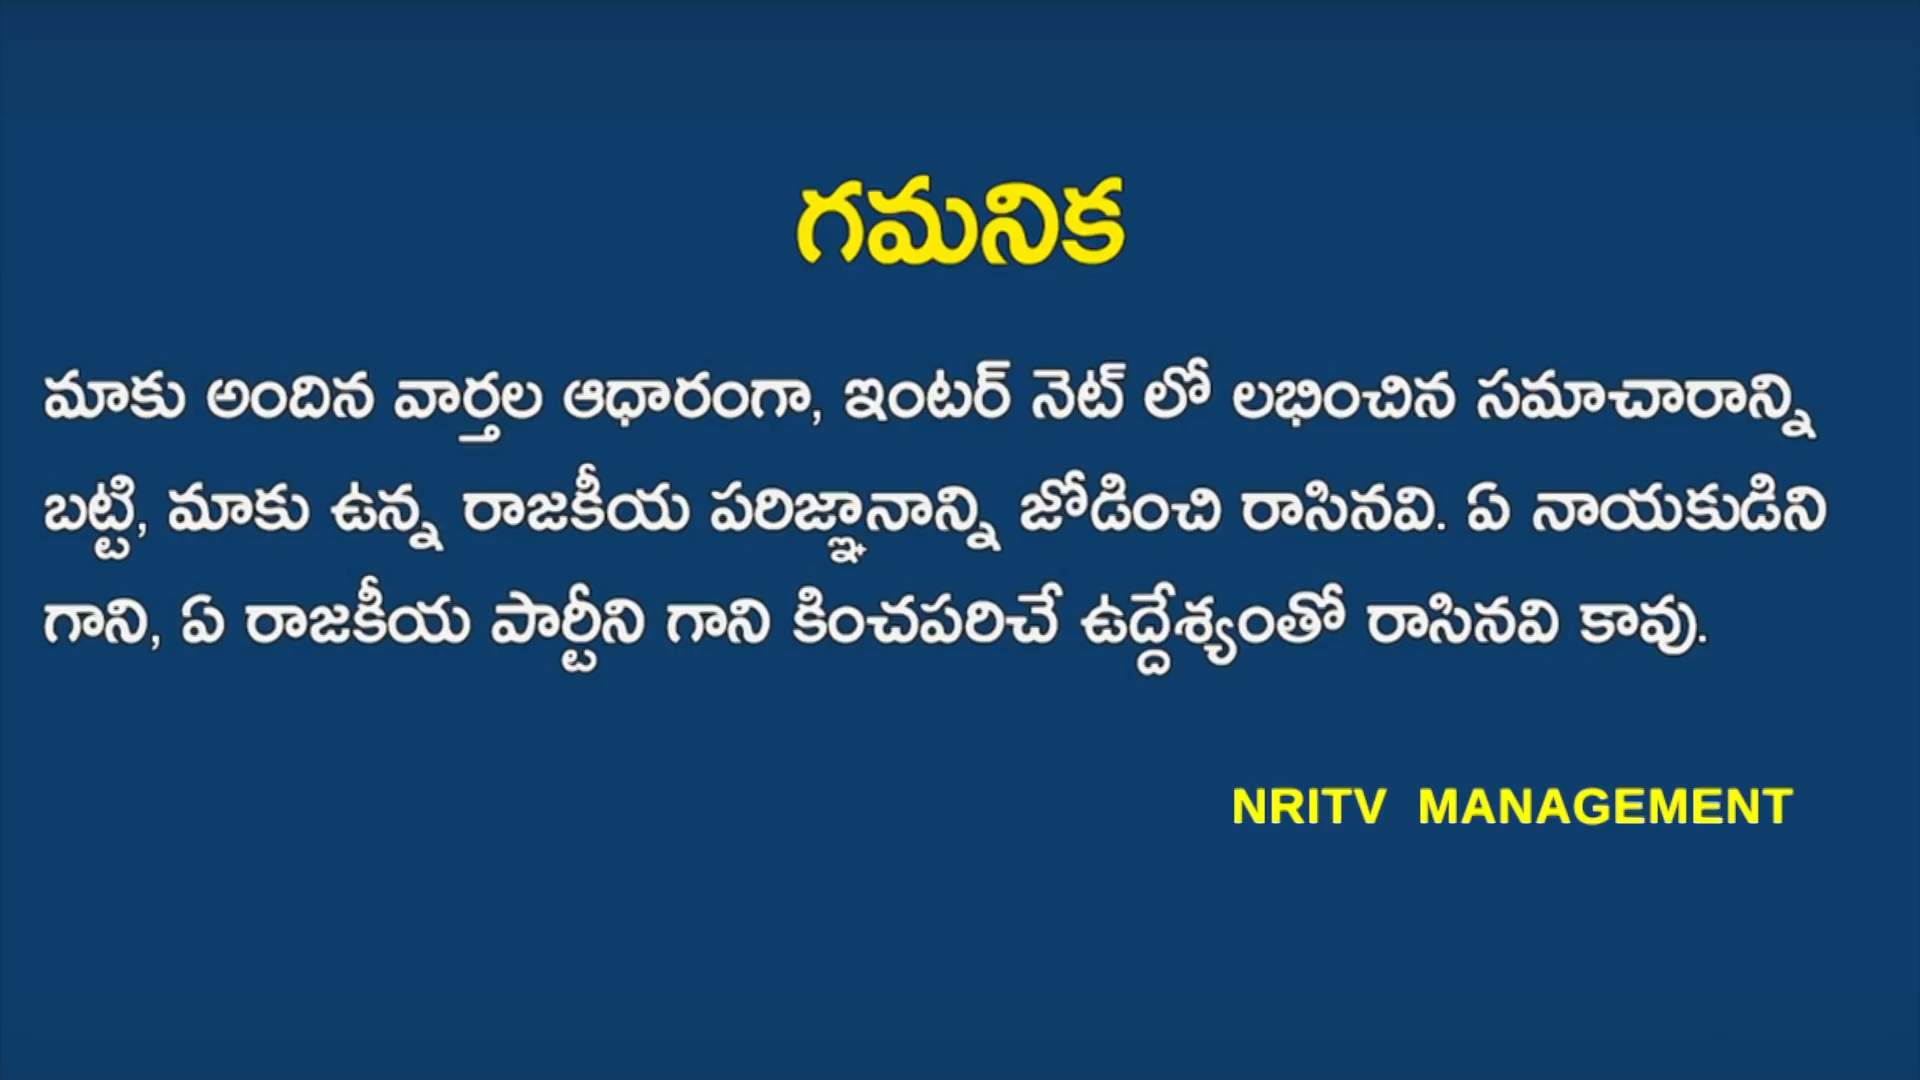 గమనిక
మాకు అందిన వార్తల ఆధారంగా, ఇంటర్ నెట్ లో లభించిన సమాచారాన్ని
బట్టి, మాకు ఉన్న రాజకీయ పరిజ్ఞానాన్ని జోడించి రాసినవి. ఏ నాయకుడిని
గాని, ఏ రాజకీయ పార్టీని గాని కించపరిచే ఉద్దేశ్యంతో రాసినవి కావు.
NRITV MANAGEMENT